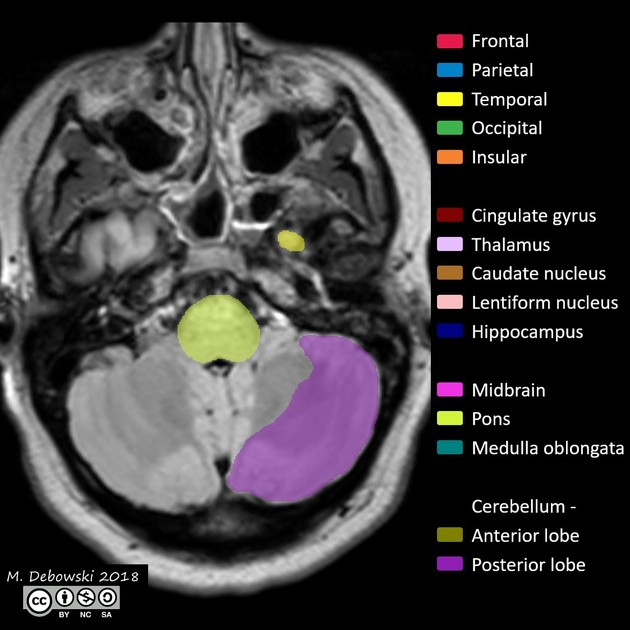 Frontal
Parietal
Temporal
Occipital
Insular
Cingulate gyrus
Thalamus
Caudate nucleus
Lentiform nucleus
Hippocampus
Midbrain
Pons
Medulla oblongata
Cerebellum -
Anterior lobe
Posterior lobe
M. Debowski 2018
cc
BY NC SA